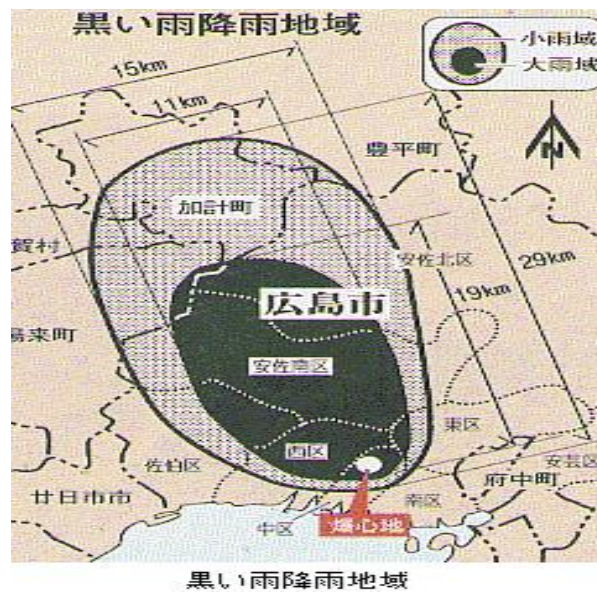 黒い雨降雨地域
小雨域
大雨域
15km
11km
N
豊平町
加計町
賀村
安佐北区
29km
19km
広島市
湯来町
安佐南区
東区
西区
佐伯区
安芸区
府中町
廿日市市
南区
中区
爆心地
黒い雨降雨地域